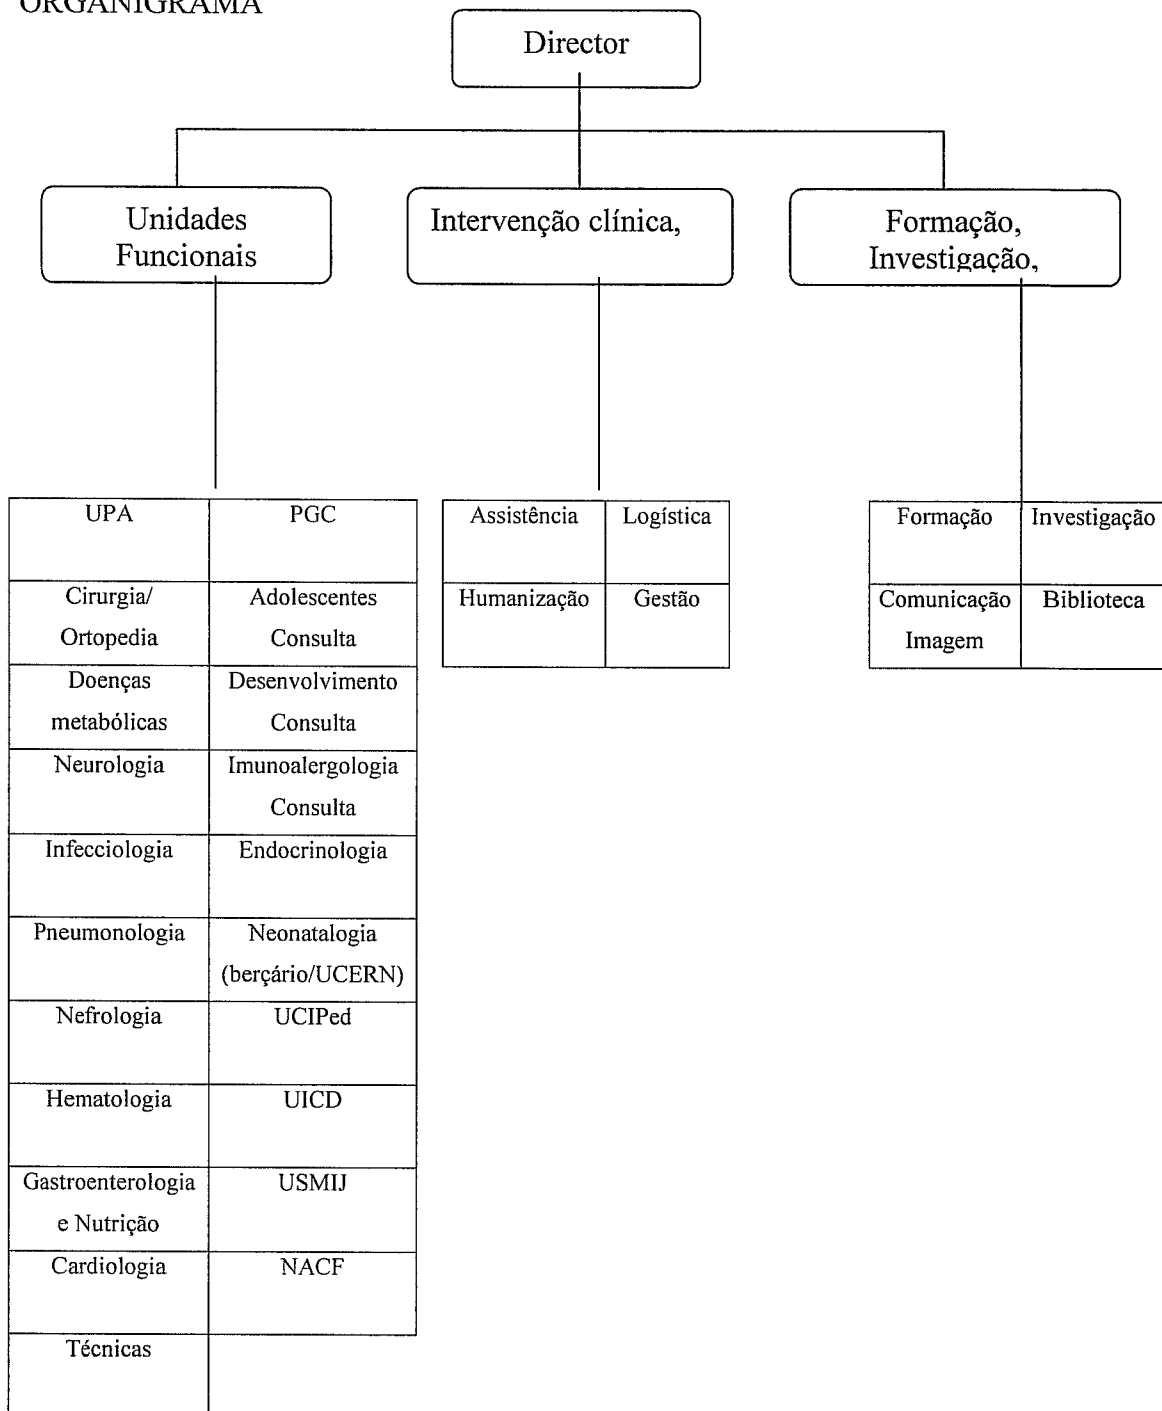 ORGANIGRAMA
Director
Unidades
Funcionais
Intervenção clínica,
Formação,
Investigação,
UPA
PGC
Cirurgia/
Ortopedia
Adolescentes
Consulta
Doenças
metabólicas
Desenvolvimento
Consulta
Neurologia
Imunoalergologia
Consulta
Infecciologia
Endocrinologia
Pneumonologia
Neonatalogia
(berçário/UCERN)
Nefrologia
UCIPed
Hematologia
UICD
Gastroenterologia
e Nutrição
USMIJ
Cardiologia
NACF
Técnicas
Assistência
Logística
Humanização
Gestão
Formação
Investigação
Comunicação
Imagem
Biblioteca